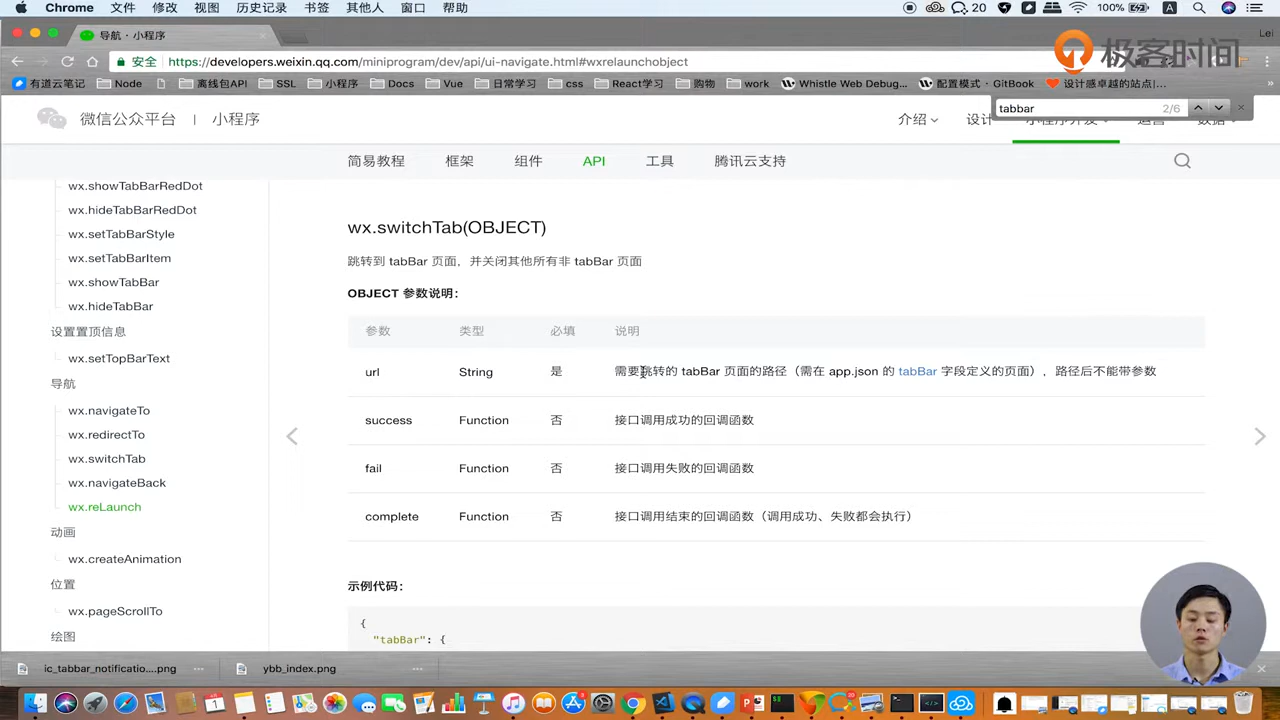 Chrome 文件 修改 视图 历史记录 书签 其他人 窗口 帮助
20 100% A
导航 · 小程序
Lei
安全 https://developers.weixin.qq.com/miniprogram/dev/api/ui-navigate.html#wxrelaunchobject
极客时间
有道云笔记 Node 离线包API SSL 小程序 Docs Vue 日常学习 css React学习 购物 work Whistle Web Debug... 配置模式 · GitBook 设计感卓越的站点|...
tabbar 2/6
微信公众平台 | 小程序
介绍 设计 小程序开发 运营 数据
简易教程 框架 组件 API 工具 腾讯云支持
wx.showTabBarRedDot
wx.hideTabBarRedDot
wx.setTabBarStyle
wx.setTabBarItem
wx.showTabBar
wx.hideTabBar
设置置顶信息
wx.setTopBarText
导航
wx.navigateTo
wx.redirectTo
wx.switchTab
wx.navigateBack
wx.reLaunch
动画
wx.createAnimation
位置
wx.pageScrollTo
绘图
wx.switchTab(OBJECT)
跳转到 tabBar 页面，并关闭其他所有非 tabBar 页面
OBJECT 参数说明：
参数 类型 必填 说明
url String 是 需要跳转的 tabBar 页面的路径（需在 app.json 的 tabBar 字段定义的页面），路径后不能带参数
success Function 否 接口调用成功的回调函数
fail Function 否 接口调用失败的回调函数
complete Function 否 接口调用结束的回调函数（调用成功、失败都会执行）
示例代码：
{
"tabBar": {
ic_tabbar_notificatio....png
ybb_index.png